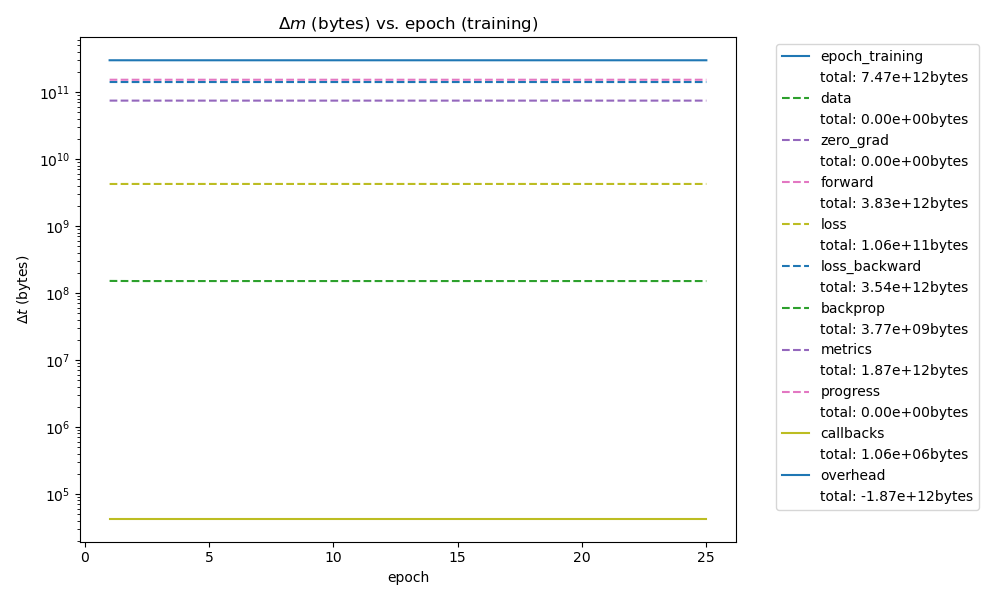 Δm (bytes) vs. epoch (training)
Δt (bytes)
10^11
10^10
10^9
10^8
10^7
10^6
10^5
0 5 10 15 20 25
epoch
epoch_training
total: 7.47e+12bytes
data
total: 0.00e+00bytes
zero_grad
total: 0.00e+00bytes
forward
total: 3.83e+12bytes
loss
total: 1.06e+11bytes
loss_backward
total: 3.54e+12bytes
backprop
total: 3.77e+09bytes
metrics
total: 1.87e+12bytes
progress
total: 0.00e+00bytes
callbacks
total: 1.06e+06bytes
overhead
total: -1.87e+12bytes